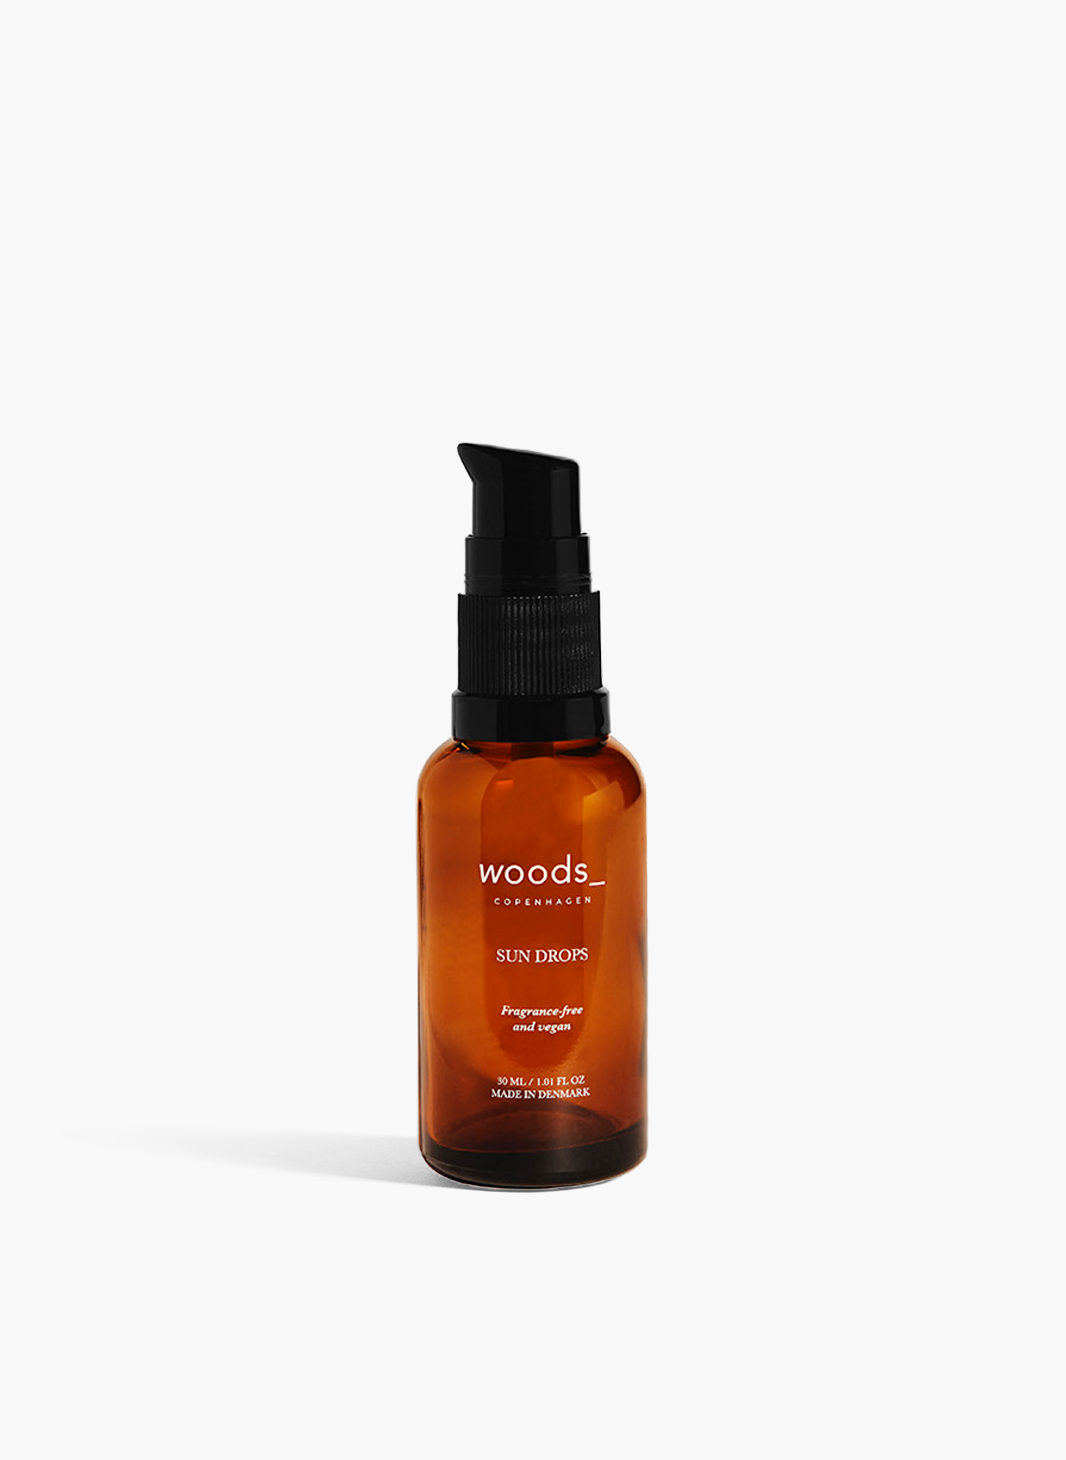 woods_
COPENHAGEN
SUN DROPS
Fragrance-free
and vegan
30 ML / 1.01 FL OZ
MADE IN DENMARK